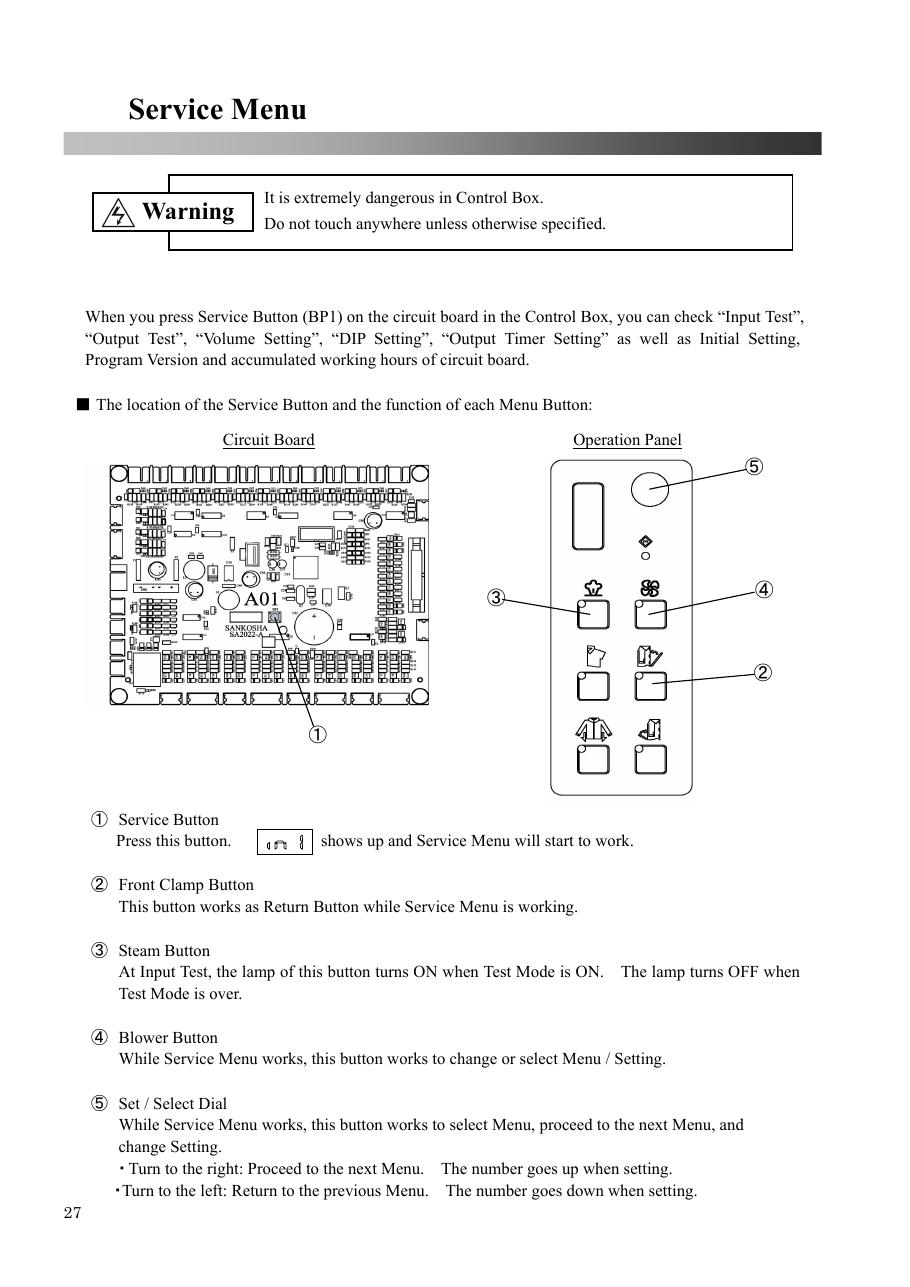 Service Menu
Warning
It is extremely dangerous in Control Box.
Do not touch anywhere unless otherwise specified.
When you press Service Button (BP1) on the circuit board in the Control Box, you can check “Input Test”,
“Output Test”, “Volume Setting”, “DIP Setting”, “Output Timer Setting” as well as Initial Setting,
Program Version and accumulated working hours of circuit board.
■ The location of the Service Button and the function of each Menu Button:
Circuit Board
Operation Panel
A01
SANKOSHA
SA2022-A
①
⑤
③
④
②
① Service Button
Press this button. shows up and Service Menu will start to work.
② Front Clamp Button
This button works as Return Button while Service Menu is working.
③ Steam Button
At Input Test, the lamp of this button turns ON when Test Mode is ON. The lamp turns OFF when
Test Mode is over.
④ Blower Button
While Service Menu works, this button works to change or select Menu / Setting.
⑤ Set / Select Dial
While Service Menu works, this button works to select Menu, proceed to the next Menu, and
change Setting.
・Turn to the right: Proceed to the next Menu. The number goes up when setting.
・Turn to the left: Return to the previous Menu. The number goes down when setting.
27